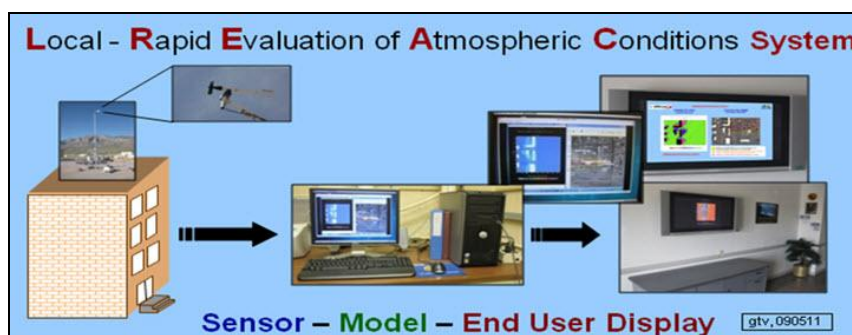 Local - Rapid Evaluation of Atmospheric Conditions System
Sensor – Model – End User Display
gtv, 090511